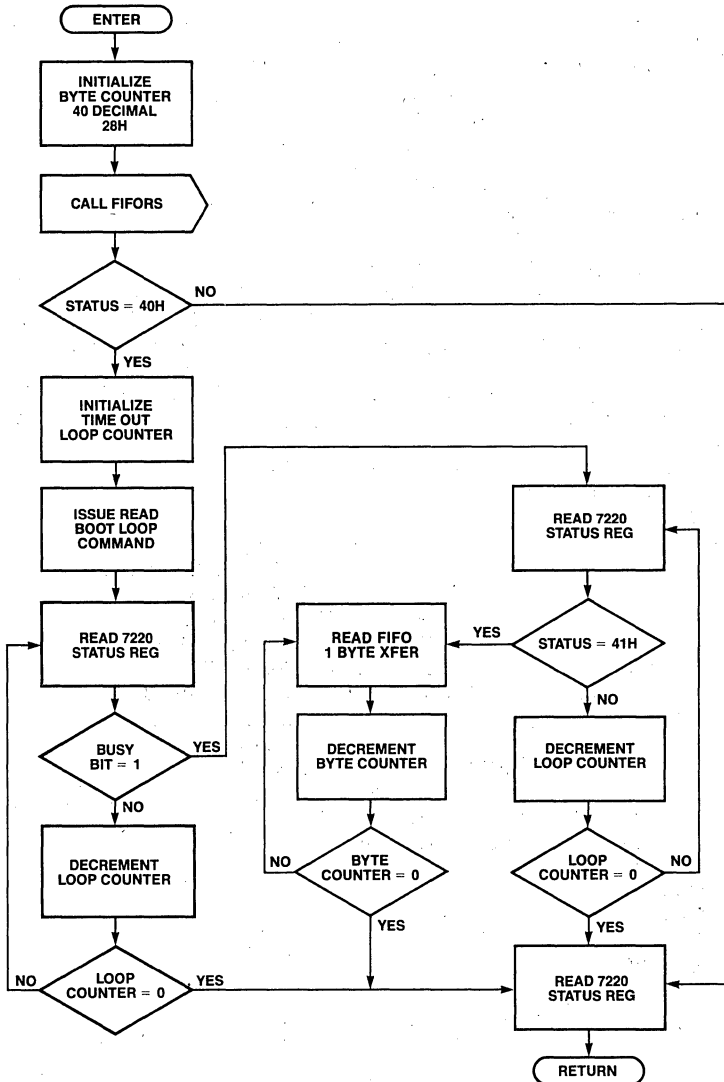 ENTER
INITIALIZE
BYTE COUNTER
40 DECIMAL
28H
CALL FIFORS
STATUS = 40H
NO
YES
INITIALIZE
TIME OUT
LOOP COUNTER
ISSUE READ
BOOT LOOP
COMMAND
READ 7220
STATUS REG
BUSY
BIT = 1
YES
NO
DECREMENT
LOOP COUNTER
LOOP
COUNTER = 0
NO
YES
READ 7220
STATUS REG
STATUS = 41H
YES
NO
READ FIFO
1 BYTE XFER
DECREMENT
BYTE COUNTER
BYTE
COUNTER = 0
NO
YES
DECREMENT
LOOP COUNTER
LOOP
COUNTER = 0
NO
YES
READ 7220
STATUS REG
RETURN